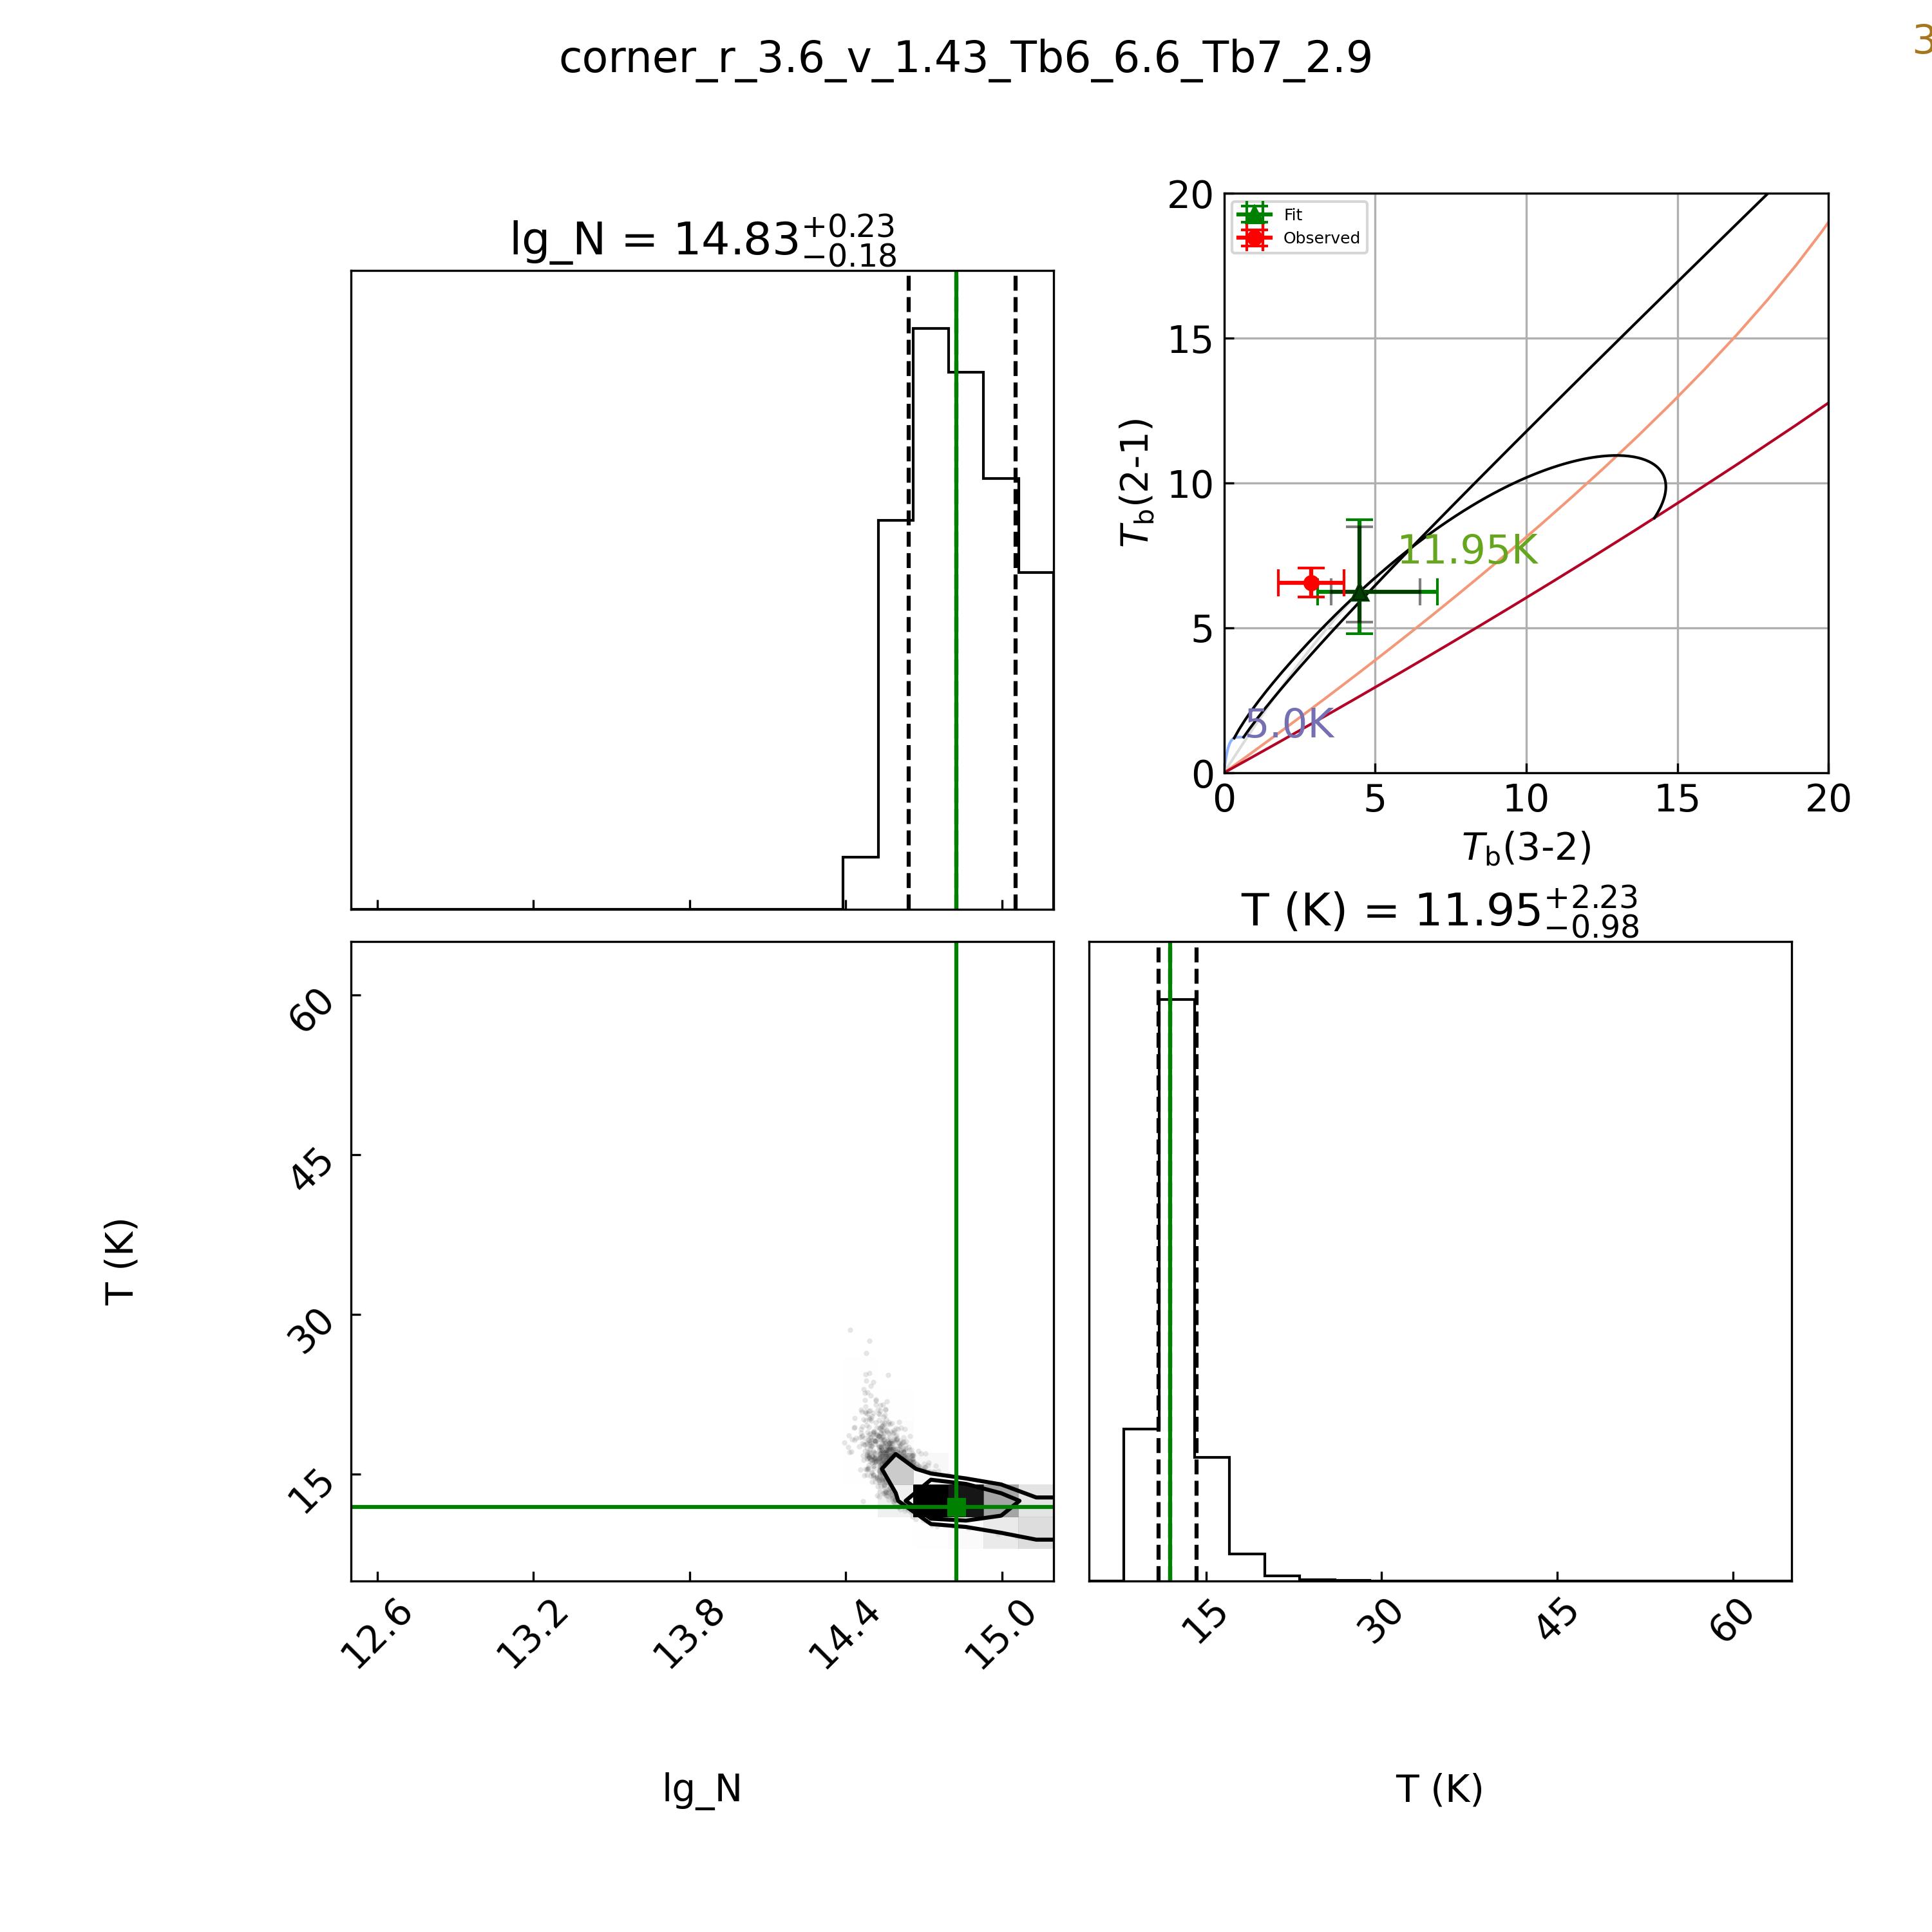 corner_r_3.6_v_1.43_Tb6_6.6_Tb7_2.9
3
lg_N = 14.83+0.23−0.18
20
15
10
5
0
Tb(2-1)
Fit
Observed
11.95K
5.0K
0 5 10 15 20
Tb(3-2)
T (K) = 11.95+2.23−0.98
60
45
30
15
T (K)
12.6 13.2 13.8 14.4 15.0
15 30 45 60
lg_N
T (K)